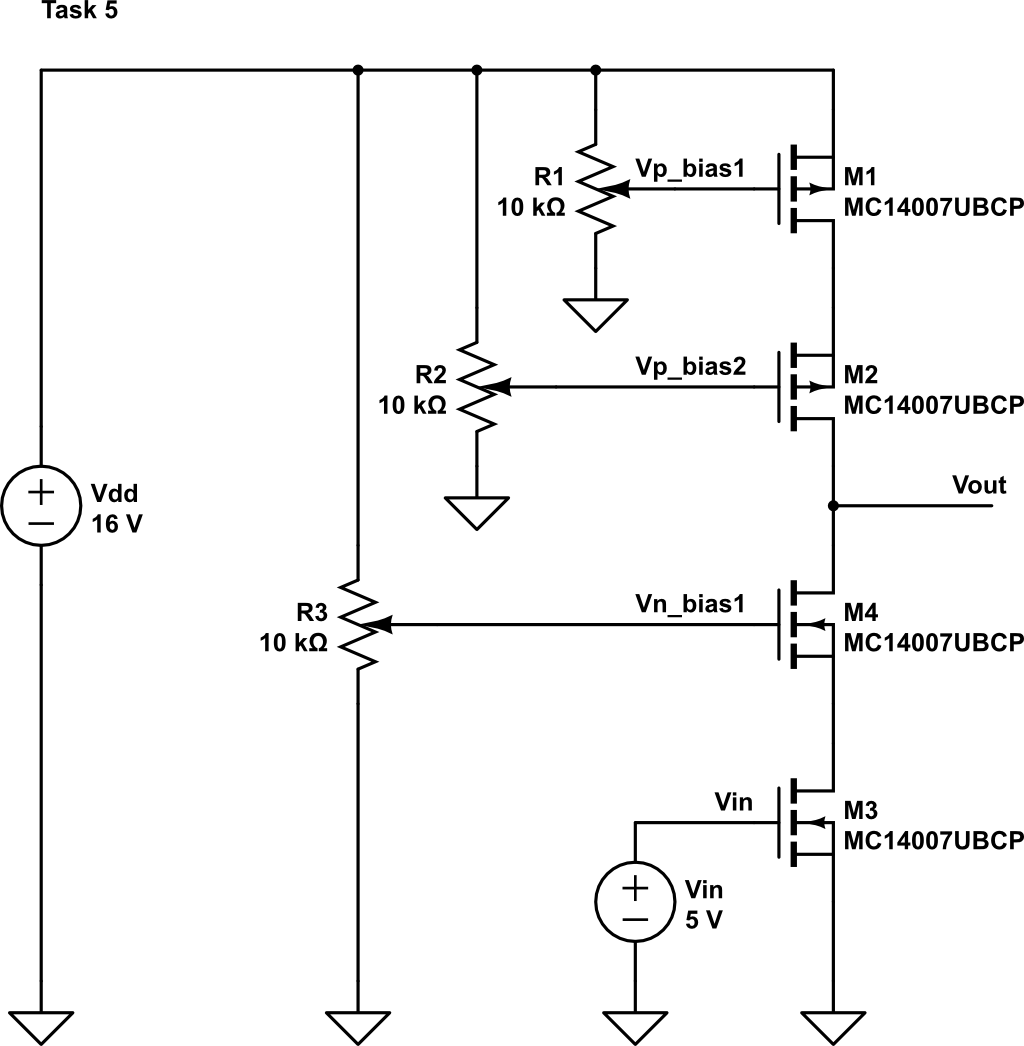 Task 5
R1
10 kΩ
Vp_bias1
M1
MC14007UBCP
R2
10 kΩ
Vp_bias2
M2
MC14007UBCP
Vdd
16 V
Vout
R3
10 kΩ
Vn_bias1
M4
MC14007UBCP
Vin
M3
MC14007UBCP
Vin
5 V